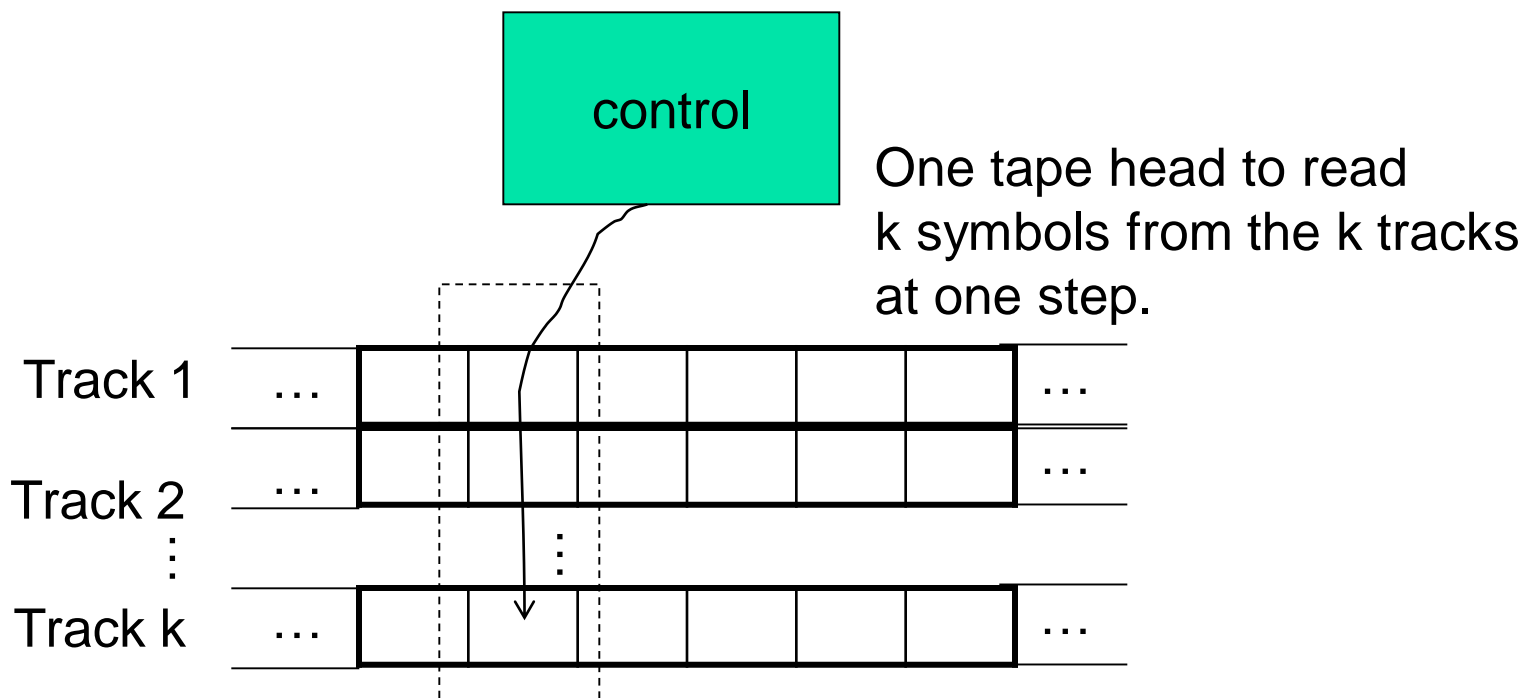 control
One tape head to read
k symbols from the k tracks
at one step.
Track 1 … …
Track 2 … …
⋮ ⋮
Track k … …